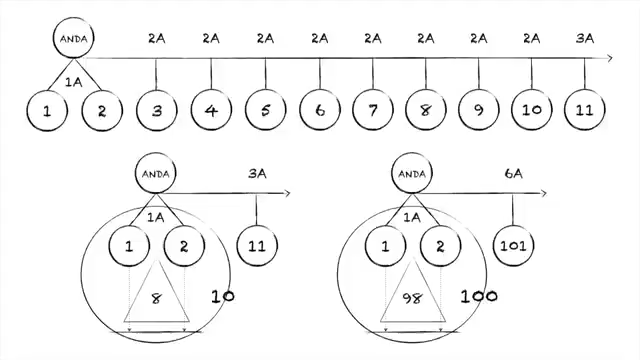 ANDA 2A 2A 2A 2A 2A 2A 2A 2A 3A
1A
1 2 3 4 5 6 7 8 9 10 11
ANDA 3A
1A
1 2 11
8 10
ANDA 6A
1A
1 2 101
98 100